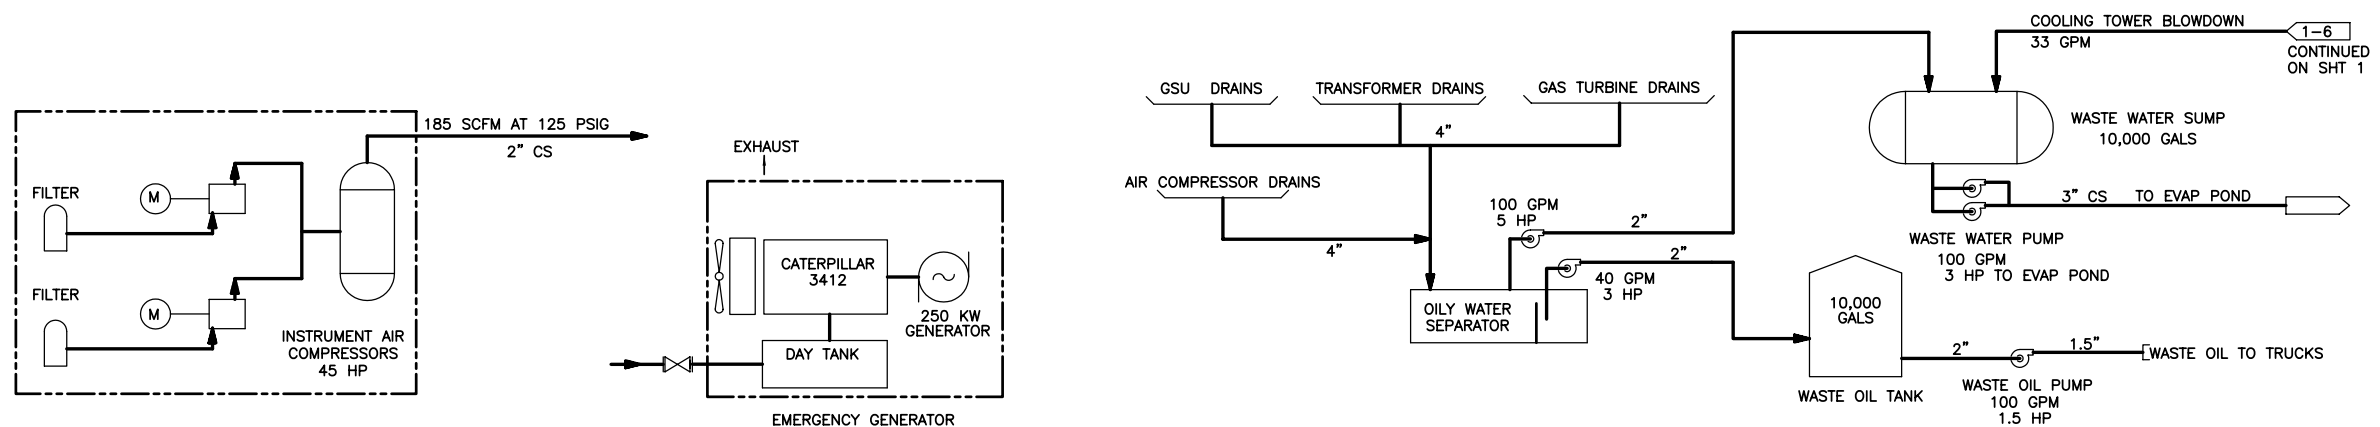 FILTER
M
FILTER
M
185 SCFM AT 125 PSIG
2" CS
INSTRUMENT AIR
COMPRESSORS
45 HP
EXHAUST
CATERPILLAR
3412
250 KW
GENERATOR
DAY TANK
EMERGENCY GENERATOR
GSU DRAINS
TRANSFORMER DRAINS
GAS TURBINE DRAINS
4"
AIR COMPRESSOR DRAINS
4"
100 GPM
5 HP
2"
40 GPM
3 HP
2"
OILY WATER
SEPARATOR
COOLING TOWER BLOWDOWN
33 GPM
1-6
CONTINUED
ON SHT 1
WASTE WATER SUMP
10,000 GALS
3" CS
TO EVAP POND
WASTE WATER PUMP
100 GPM
3 HP TO EVAP POND
10,000
GALS
WASTE OIL TANK
2"
1.5"
WASTE OIL TO TRUCKS
WASTE OIL PUMP
100 GPM
1.5 HP